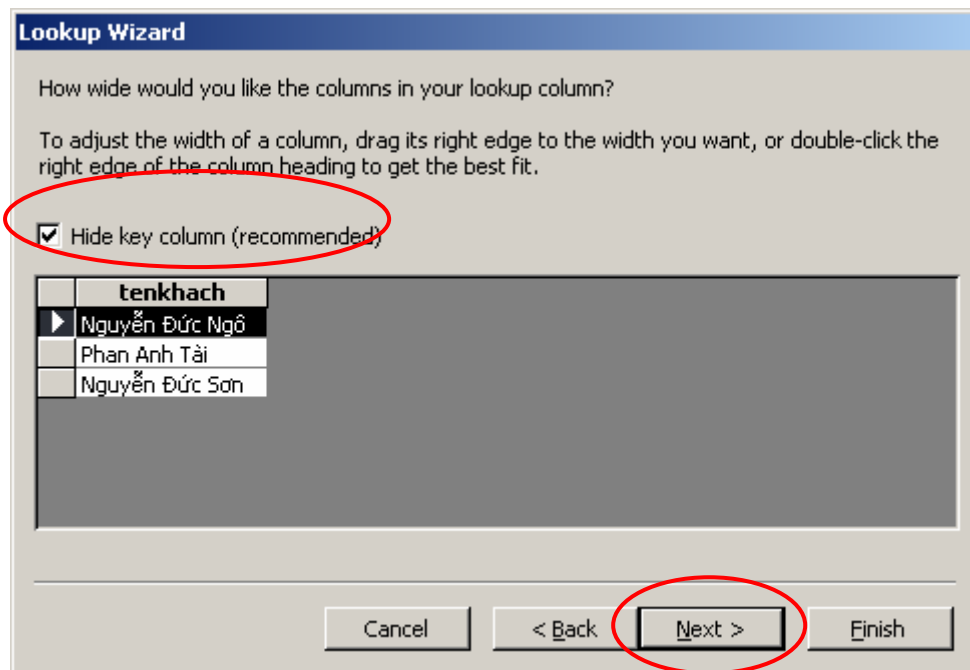 Lookup Wizard
How wide would you like the columns in your lookup column?
To adjust the width of a column, drag its right edge to the width you want, or double-click the
right edge of the column heading to get the best fit.
Hide key column (recommended)
tenkhach
Nguyễn Đức Ngô
Phan Anh Tài
Nguyễn Đức Sơn
Cancel
< Back
Next >
Finish